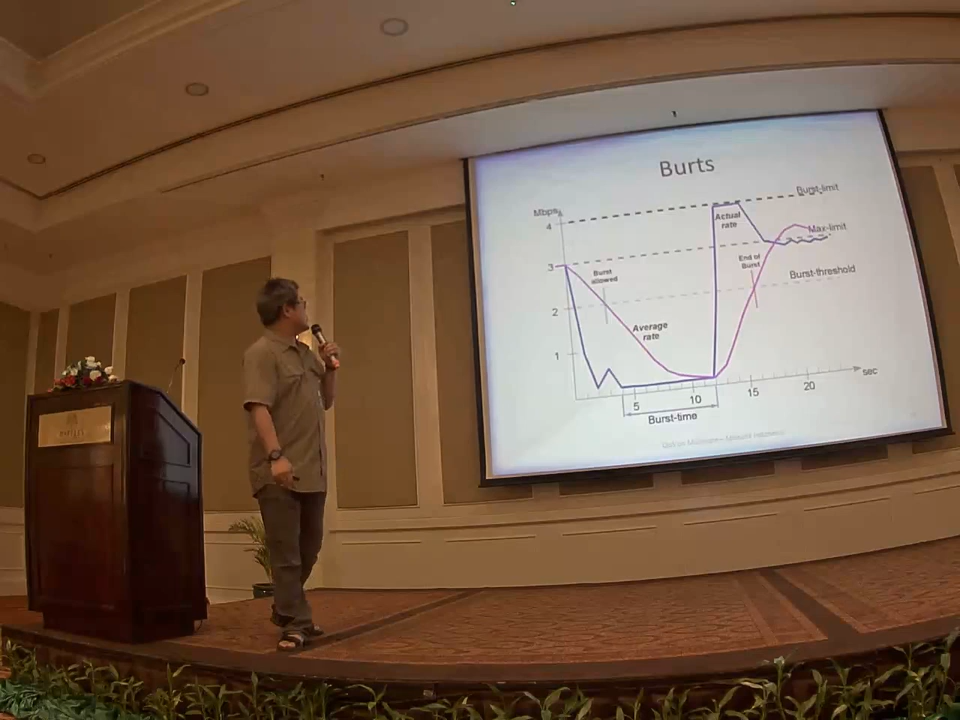 Burts
Mbps
Burst-limit
4
Actual
rate
Max-limit
3
Burst
allowed
End of
Burst
Burst-threshold
2
Average
rate
1
sec
5
10
15
20
Burst-time